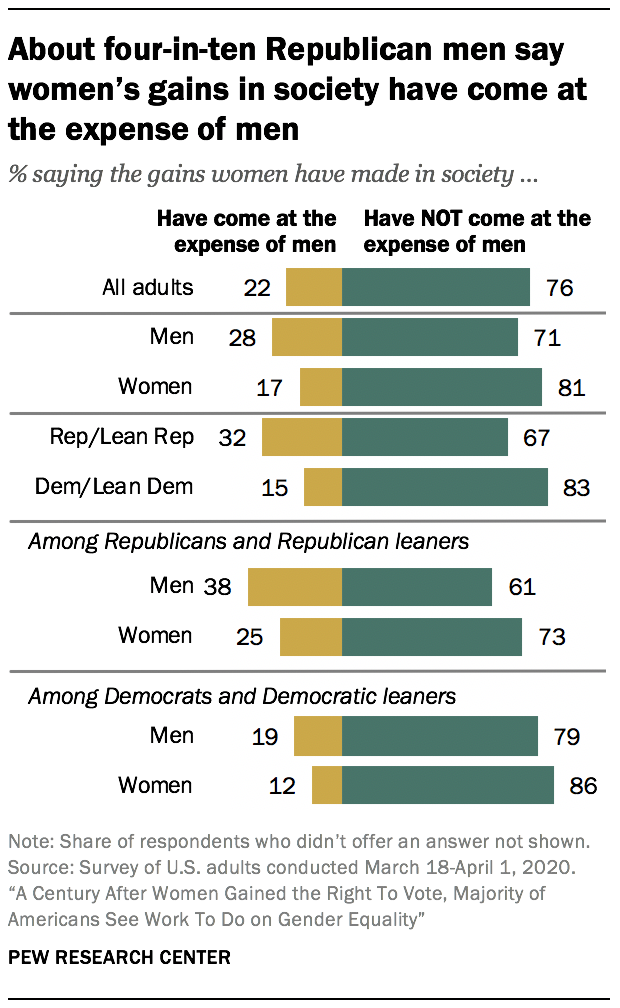 About four-in-ten Republican men say
women’s gains in society have come at
the expense of men
% saying the gains women have made in society ...
Have come at the
expense of men
Have NOT come at the
expense of men
All adults 22 76
Men 28 71
Women 17 81
Rep/Lean Rep 32 67
Dem/Lean Dem 15 83
Among Republicans and Republican leaners
Men 38 61
Women 25 73
Among Democrats and Democratic leaners
Men 19 79
Women 12 86
Note: Share of respondents who didn’t offer an answer not shown.
Source: Survey of U.S. adults conducted March 18-April 1, 2020.
“A Century After Women Gained the Right To Vote, Majority of
Americans See Work To Do on Gender Equality”
PEW RESEARCH CENTER